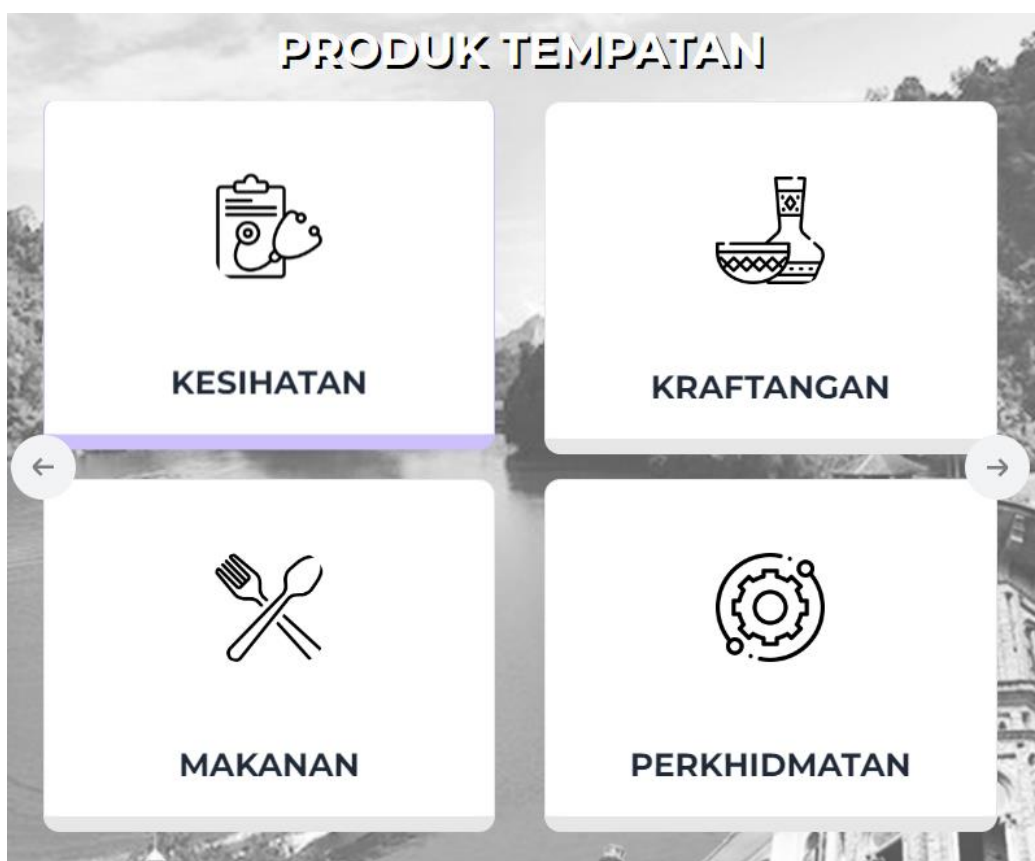 PRODUK TEMPATAN
KESIHATAN
KRAFTANGAN
MAKANAN
PERKHIDMATAN